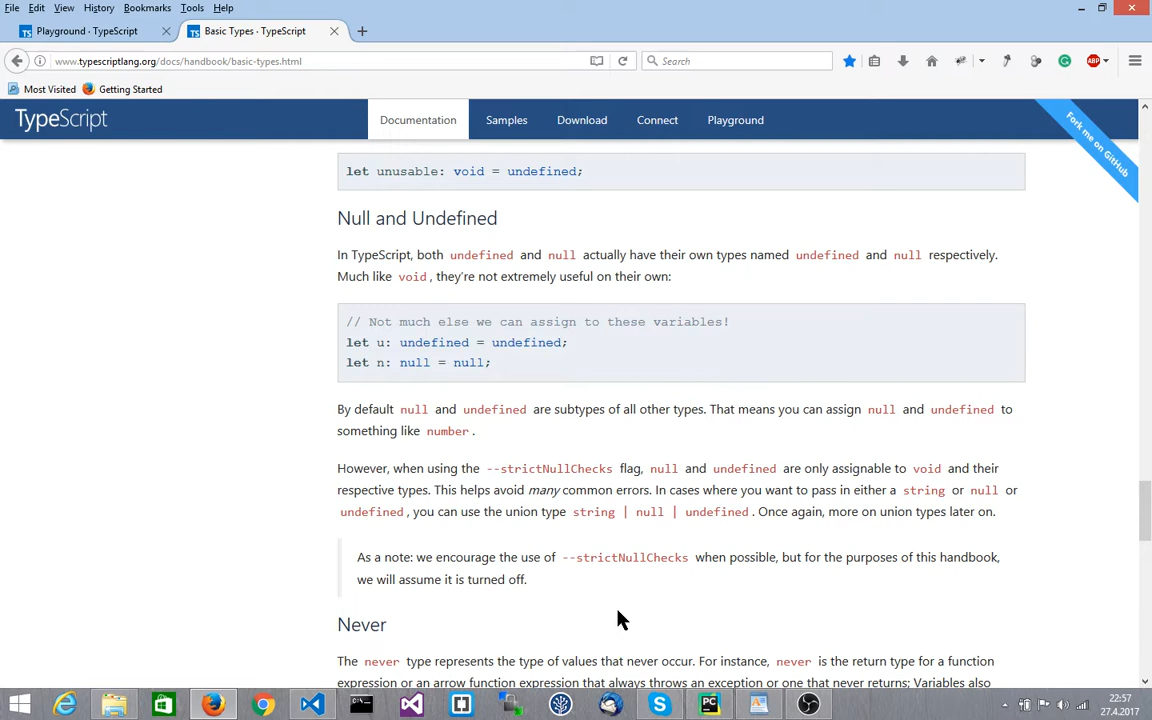 File Edit View History Bookmarks Tools Help
Playground · TypeScript
Basic Types · TypeScript
www.typescriptlang.org/docs/handbook/basic-types.html
Search
ABP
Most Visited Getting Started
TypeScript
Documentation Samples Download Connect Playground
Fork me on GitHub
let unusable: void = undefined;
Null and Undefined
In TypeScript, both undefined and null actually have their own types named undefined and null respectively.
Much like void, they’re not extremely useful on their own:
// Not much else we can assign to these variables!
let u: undefined = undefined;
let n: null = null;
By default null and undefined are subtypes of all other types. That means you can assign null and undefined to
something like number.
However, when using the --strictNullChecks flag, null and undefined are only assignable to void and their
respective types. This helps avoid many common errors. In cases where you want to pass in either a string or null or
undefined, you can use the union type string | null | undefined. Once again, more on union types later on.
As a note: we encourage the use of --strictNullChecks when possible, but for the purposes of this handbook,
we will assume it is turned off.
Never
The never type represents the type of values that never occur. For instance, never is the return type for a function
expression or an arrow function expression that always throws an exception or one that never returns; Variables also
22:57
27.4.2017